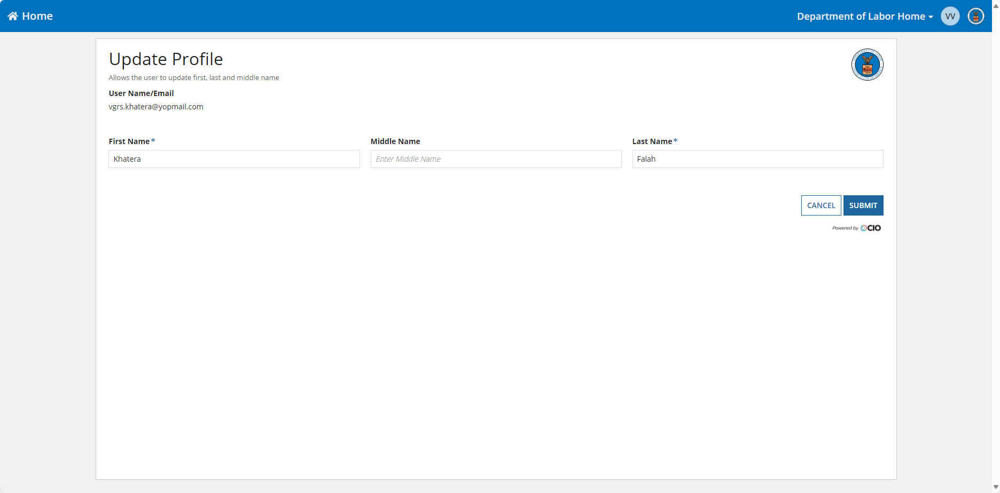 Home
Department of Labor Home
VV
Update Profile
Allows the user to update first, last and middle name
User Name/Email
vgrs.khatera@yopmail.com
First Name*
Middle Name
Last Name*
Khatera
Enter Middle Name
Falah
CANCEL
SUBMIT
Powered by OCIO